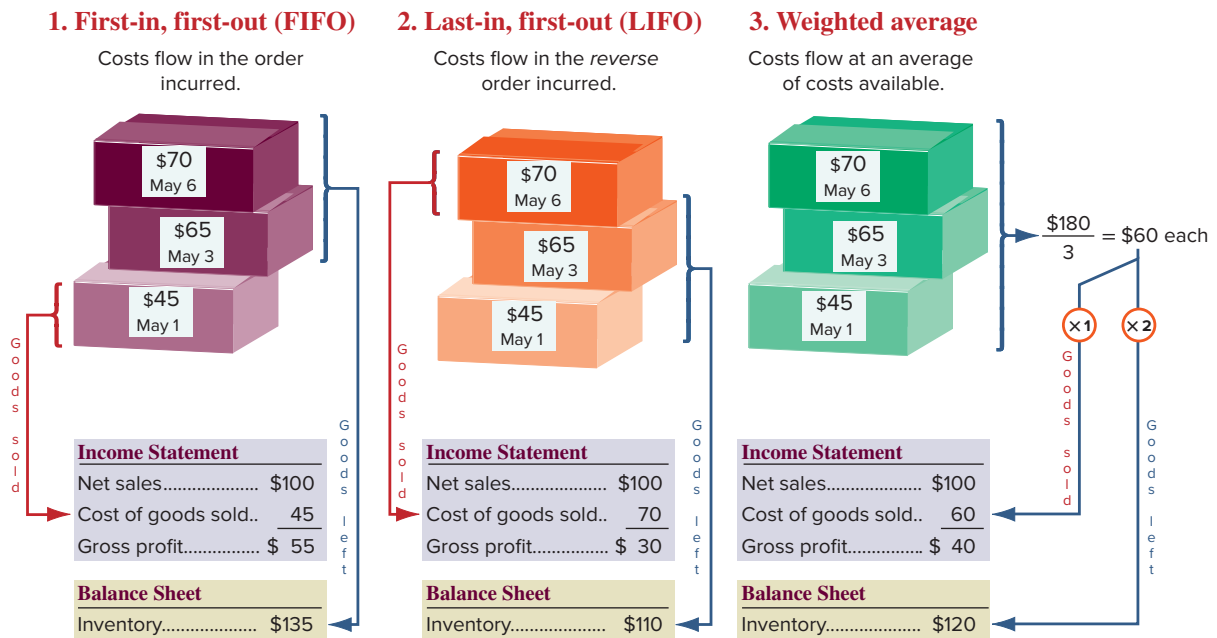 1. First-in, first-out (FIFO)
Costs flow in the order
incurred.
$70
May 6
$65
May 3
$45
May 1
Goods sold
Goods left
Income Statement
Net sales................... $100
Cost of goods sold.. 45
Gross profit............... $ 55
Balance Sheet
Inventory................... $135
2. Last-in, first-out (LIFO)
Costs flow in the reverse
order incurred.
$70
May 6
$65
May 3
$45
May 1
Goods sold
Goods left
Income Statement
Net sales................... $100
Cost of goods sold.. 70
Gross profit............... $ 30
Balance Sheet
Inventory................... $110
3. Weighted average
Costs flow at an average
of costs available.
$70
May 6
$65
May 3
$45
May 1
$180
3
= $60 each
×1
×2
Goods sold
Goods left
Income Statement
Net sales................... $100
Cost of goods sold.. 60
Gross profit............... $ 40
Balance Sheet
Inventory................... $120